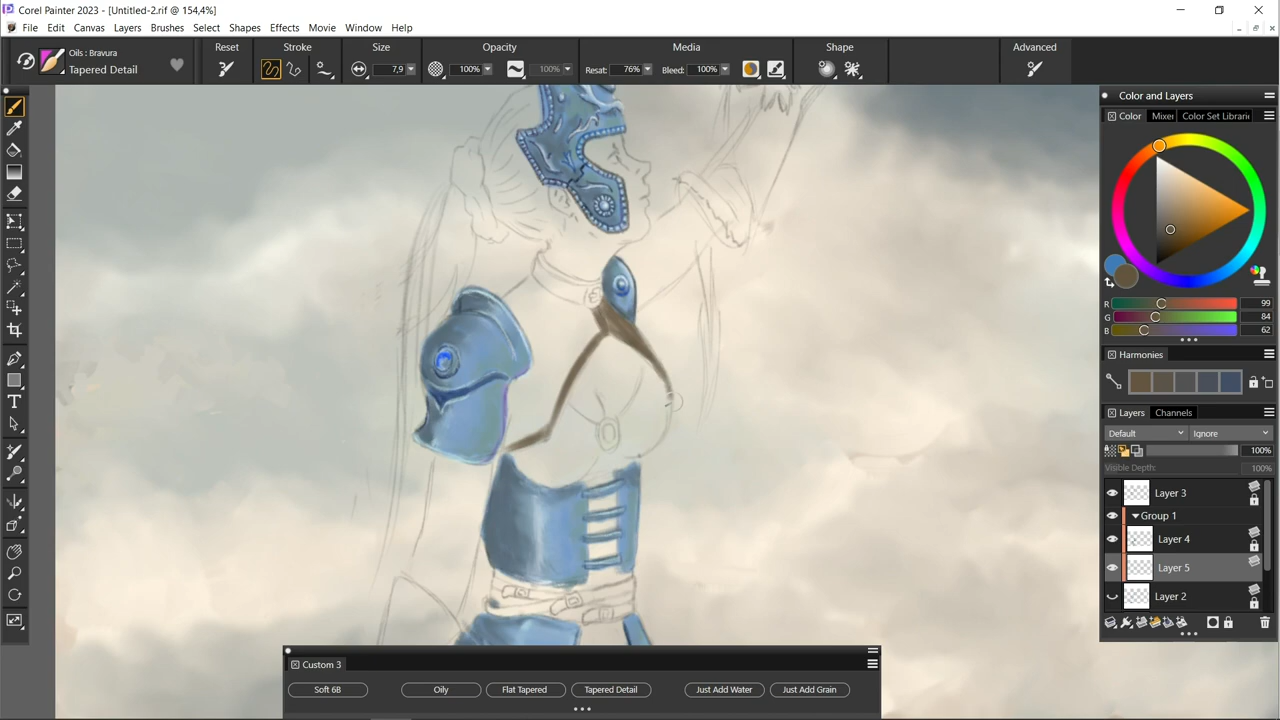 Corel Painter 2023 - [Untitled-2.rif @ 154,4%]
File Edit Canvas Layers Brushes Select Shapes Effects Movie Window Help
Oils : Bravura
Tapered Detail
Reset
Stroke
Size
7,9
Opacity
100%
100%
Media
Resat: 76%
Bleed: 100%
Shape
Advanced
Color and Layers
Color Mixer Color Set Librari
R 99
G 84
B 62
Harmonies
Layers Channels
Default Ignore
100%
Visible Depth: 100%
Layer 3
Group 1
Layer 4
Layer 5
Layer 2
Custom 3
Soft 6B Oily Flat Tapered Tapered Detail Just Add Water Just Add Grain